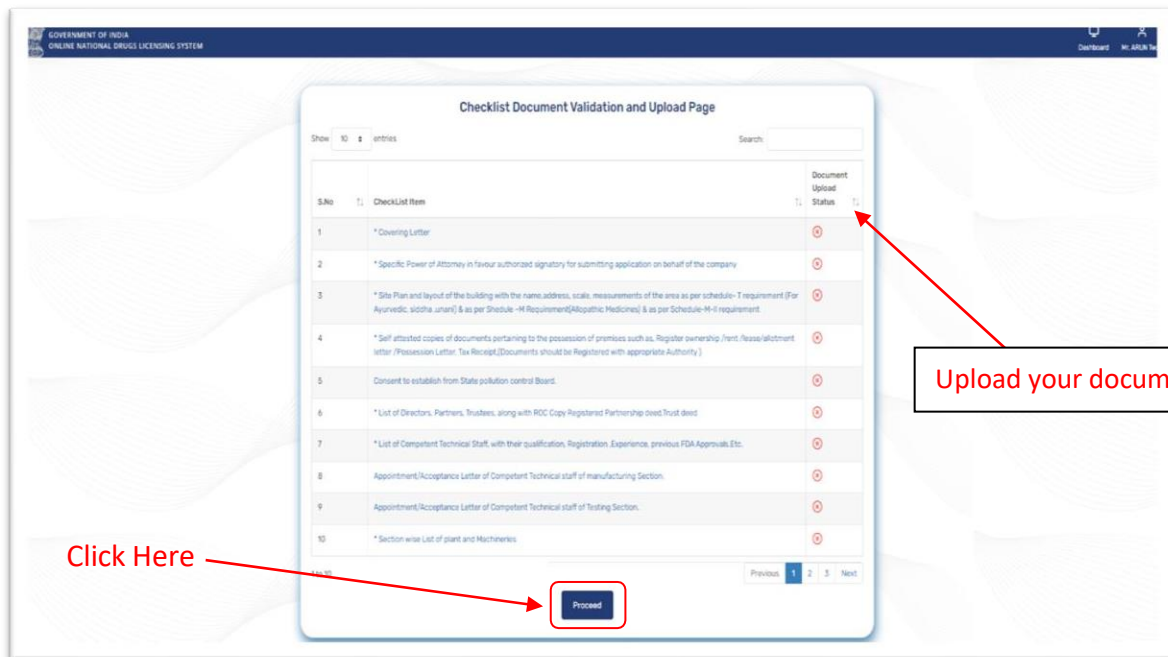 GOVERNMENT OF INDIA
ONLINE NATIONAL DRUGS LICENSING SYSTEM
Dashboard Mr. ARUN
Checklist Document Validation and Upload Page
Show 10 entries Search:
Document
Upload
S.No CheckList Item Status
1 * Covering Letter
2 * Specific Power of Attorney in favour authorized signatory for submitting application on behalf of the company
3 * Site Plan and layout of the building with the name,address, scale, measurements of the area as per schedule- T requirement (For
Ayurvedic, siddha ,unani) & as per Shedule -M Requirement(Allopathic Medicines) & as per Schedule-M-II requirement
4 * Self attested copies of documents pertaining to the possession of premises such as, Register ownership /rent /lease/allotment
letter /Possession Letter, Tax Receipt.(Documents should be Registered with appropriate Authority.)
5 Consent to establish from State pollution control Board.
6 * List of Directors, Partners, Trustees, along with ROC Copy Registered Partnership deed,Trust deed
7 * List of Competent Technical Staff, with their qualification, Registration ,Experience, previous FDA Approvals,Etc.
8 Appointment/Acceptance Letter of Competent Technical staff of manufacturing Section.
9 Appointment/Acceptance Letter of Competent Technical staff of Testing Section.
10 * Section wise List of plant and Machineries.
Upload your docum
Click Here
to 10 Previous 1 2 3 Next
Proceed